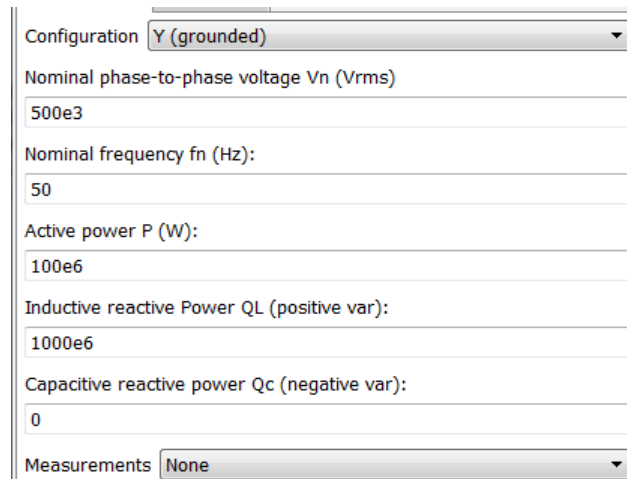 Configuration Y (grounded)
Nominal phase-to-phase voltage Vn (Vrms)
500e3
Nominal frequency fn (Hz):
50
Active power P (W):
100e6
Inductive reactive Power QL (positive var):
1000e6
Capacitive reactive power Qc (negative var):
0
Measurements None